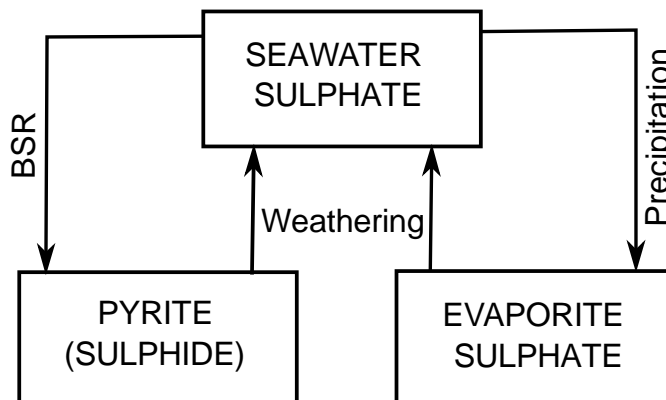 SEAWATER
SULPHATE
BSR
Precipitation
Weathering
PYRITE
(SULPHIDE)
EVAPORITE
SULPHATE